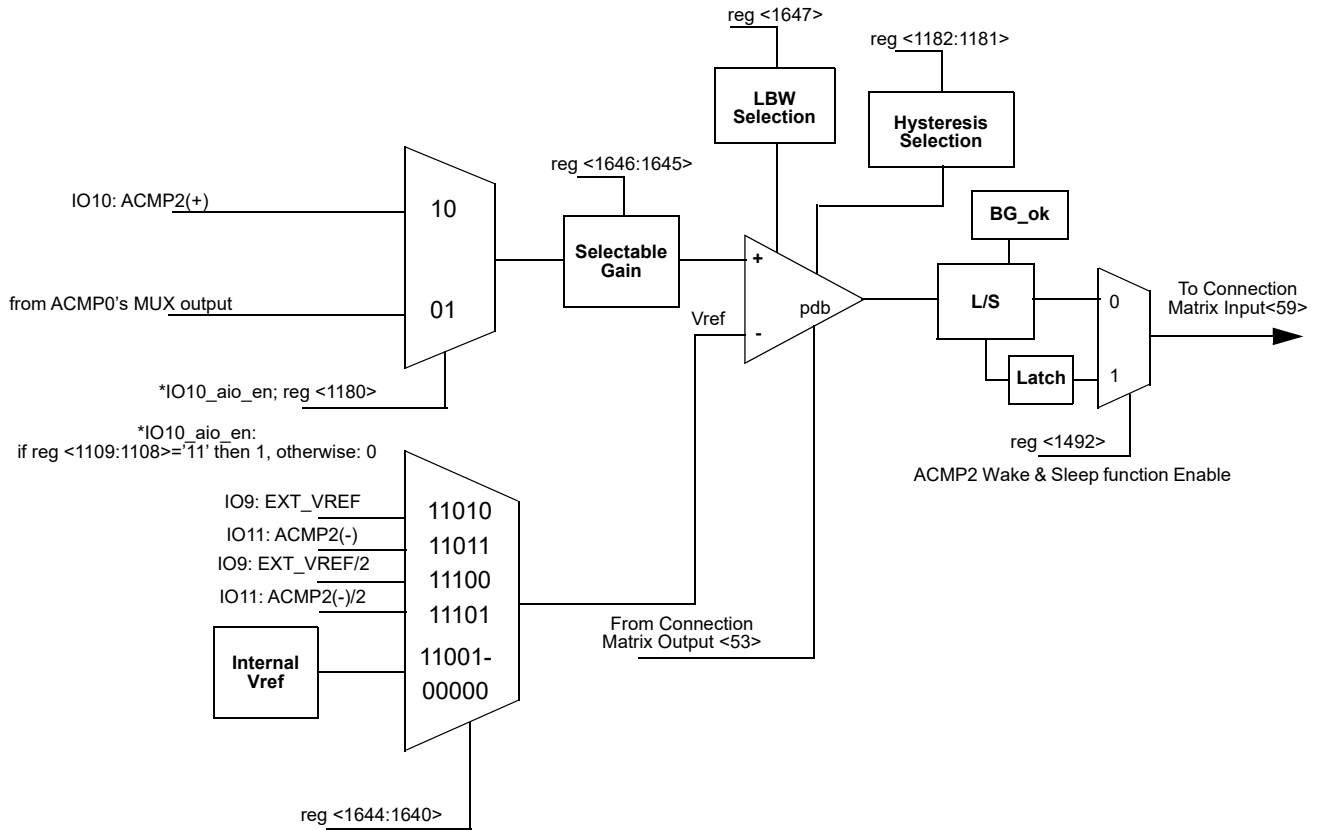 reg <1647>
reg <1182:1181>
LBW
Selection
Hysteresis
Selection
reg <1646:1645>
IO10: ACMP2(+)
10
Selectable
Gain
BG_ok
from ACMP0's MUX output
01
+
-
pdb
Vref
L/S
Latch
0
1
To Connection
Matrix Input<59>
*IO10_aio_en; reg <1180>
*IO10_aio_en:
if reg <1109:1108>='11' then 1, otherwise: 0
reg <1492>
ACMP2 Wake & Sleep function Enable
IO9: EXT_VREF
11010
IO11: ACMP2(-)
11011
IO9: EXT_VREF/2
11100
IO11: ACMP2(-)/2
11101
Internal
Vref
11001-
00000
From Connection
Matrix Output <53>
reg <1644:1640>